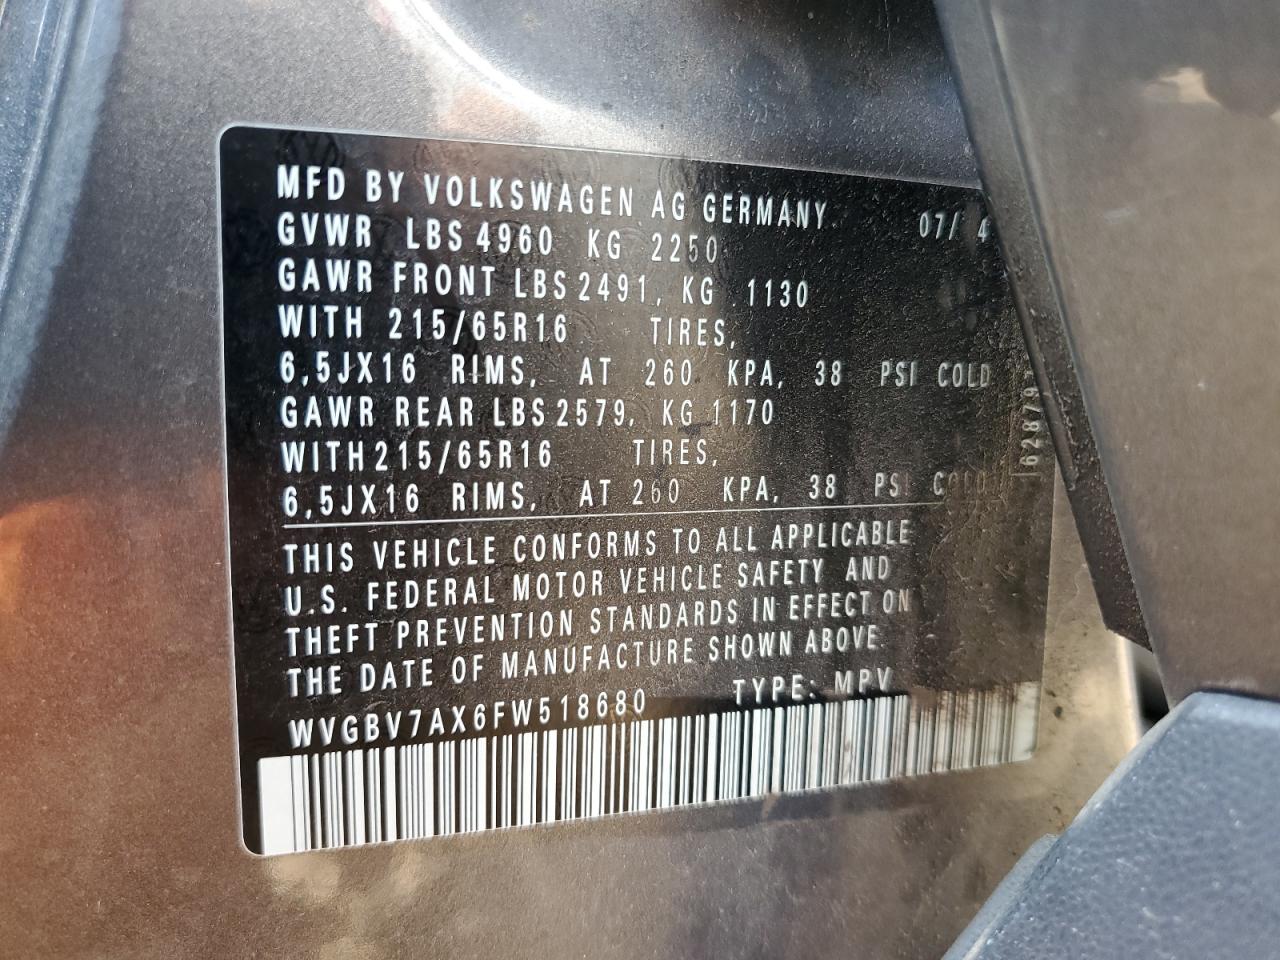 MFD BY VOLKSWAGEN AG GERMANY
GVWR LBS 4960 KG 2250
GAWR FRONT LBS 2491, KG 1130
WITH 215/65R16 TIRES,
6,5JX16 RIMS, AT 260 KPA, 38 PSI COLD
GAWR REAR LBS 2579, KG 1170
WITH 215/65R16 TIRES,
6,5JX16 RIMS, AT 260 KPA, 38 PSI COLD
THIS VEHICLE CONFORMS TO ALL APPLICABLE
U.S. FEDERAL MOTOR VEHICLE SAFETY AND
THEFT PREVENTION STANDARDS IN EFFECT ON
THE DATE OF MANUFACTURE SHOWN ABOVE
WVGBV7AX6FW518680 TYPE: MPV